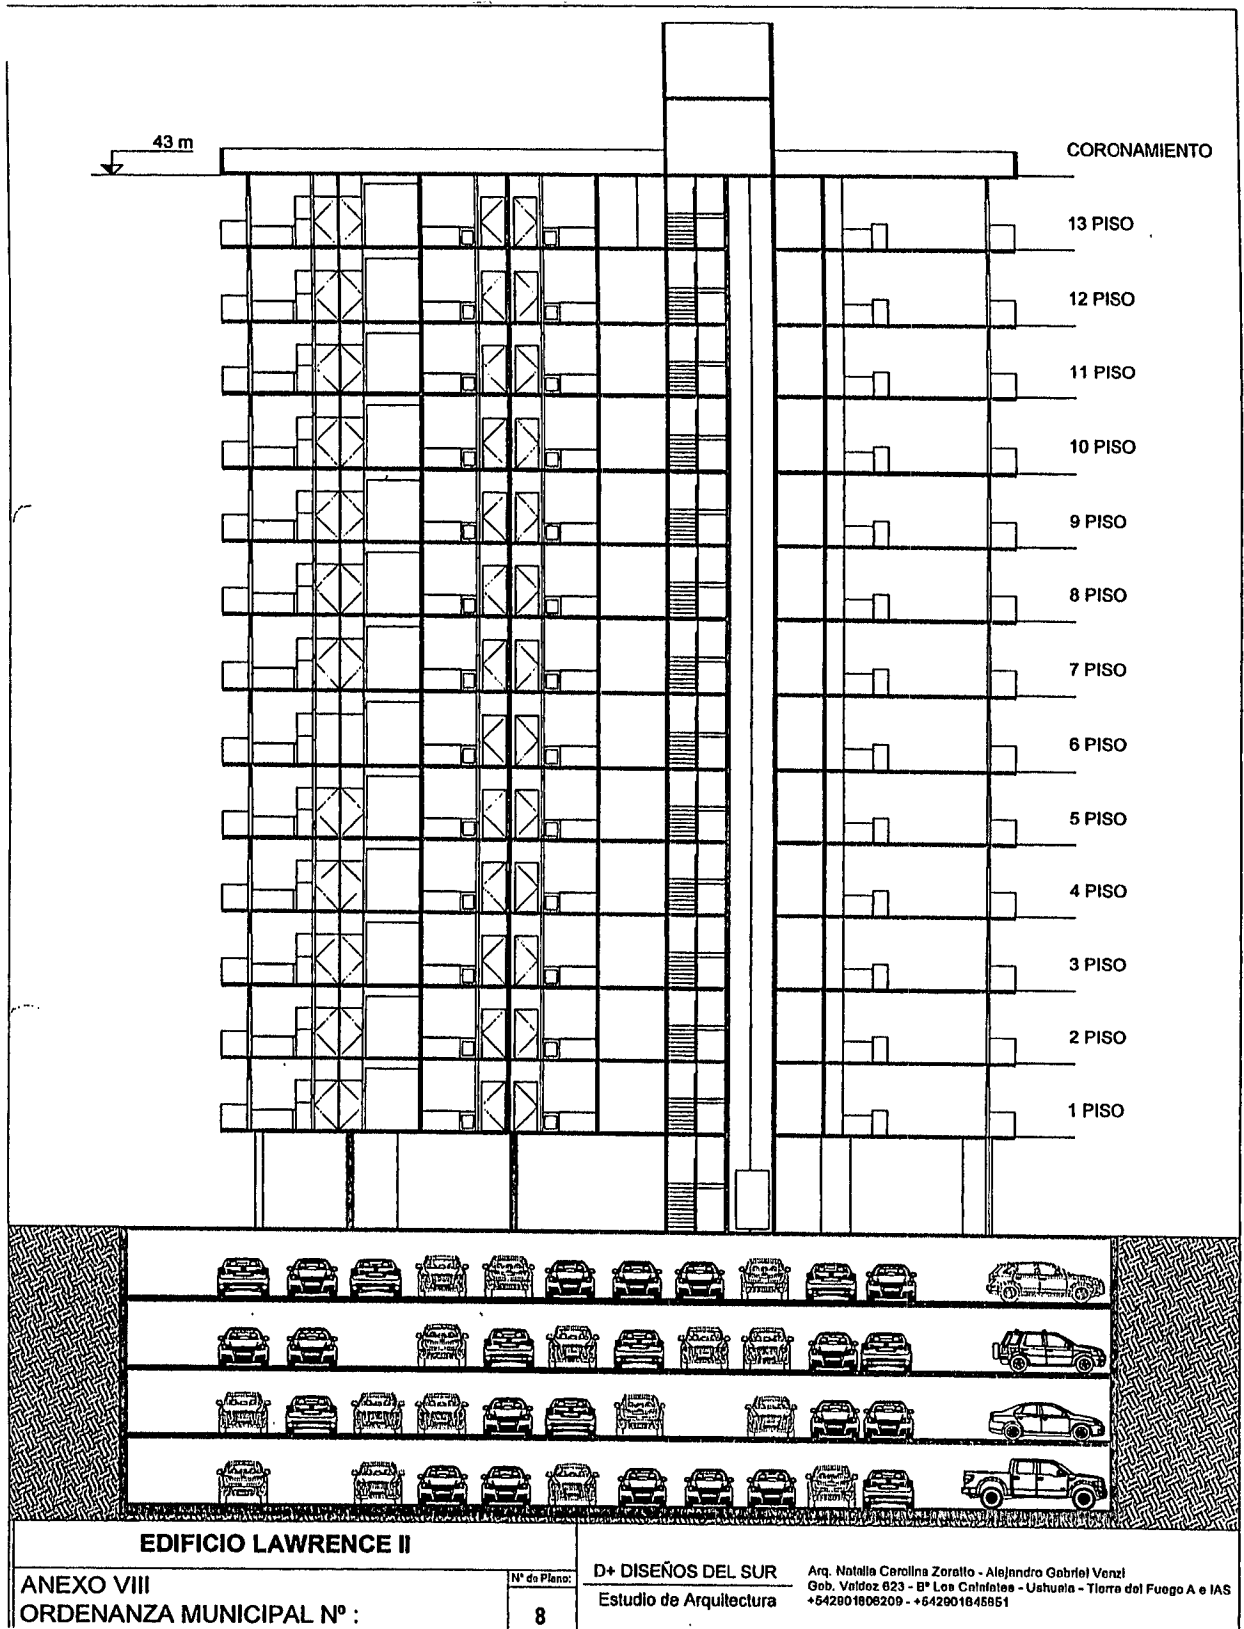 43 m
CORONAMIENTO
13 PISO
12 PISO
11 PISO
10 PISO
9 PISO
8 PISO
7 PISO
6 PISO
5 PISO
4 PISO
3 PISO
2 PISO
1 PISO
EDIFICIO LAWRENCE II
ANEXO VIII
ORDENANZA MUNICIPAL Nº :
Nº de Plano:
8
D+ DISEÑOS DEL SUR
Estudio de Arquitectura
Arq. Natalia Carolina Zoratto - Alejandro Gabriel Venzi
Gob. Valdez 623 - Bº Los - Ushuaia - Tierra del Fuego A e IAS
+542901606209 - +542901645651